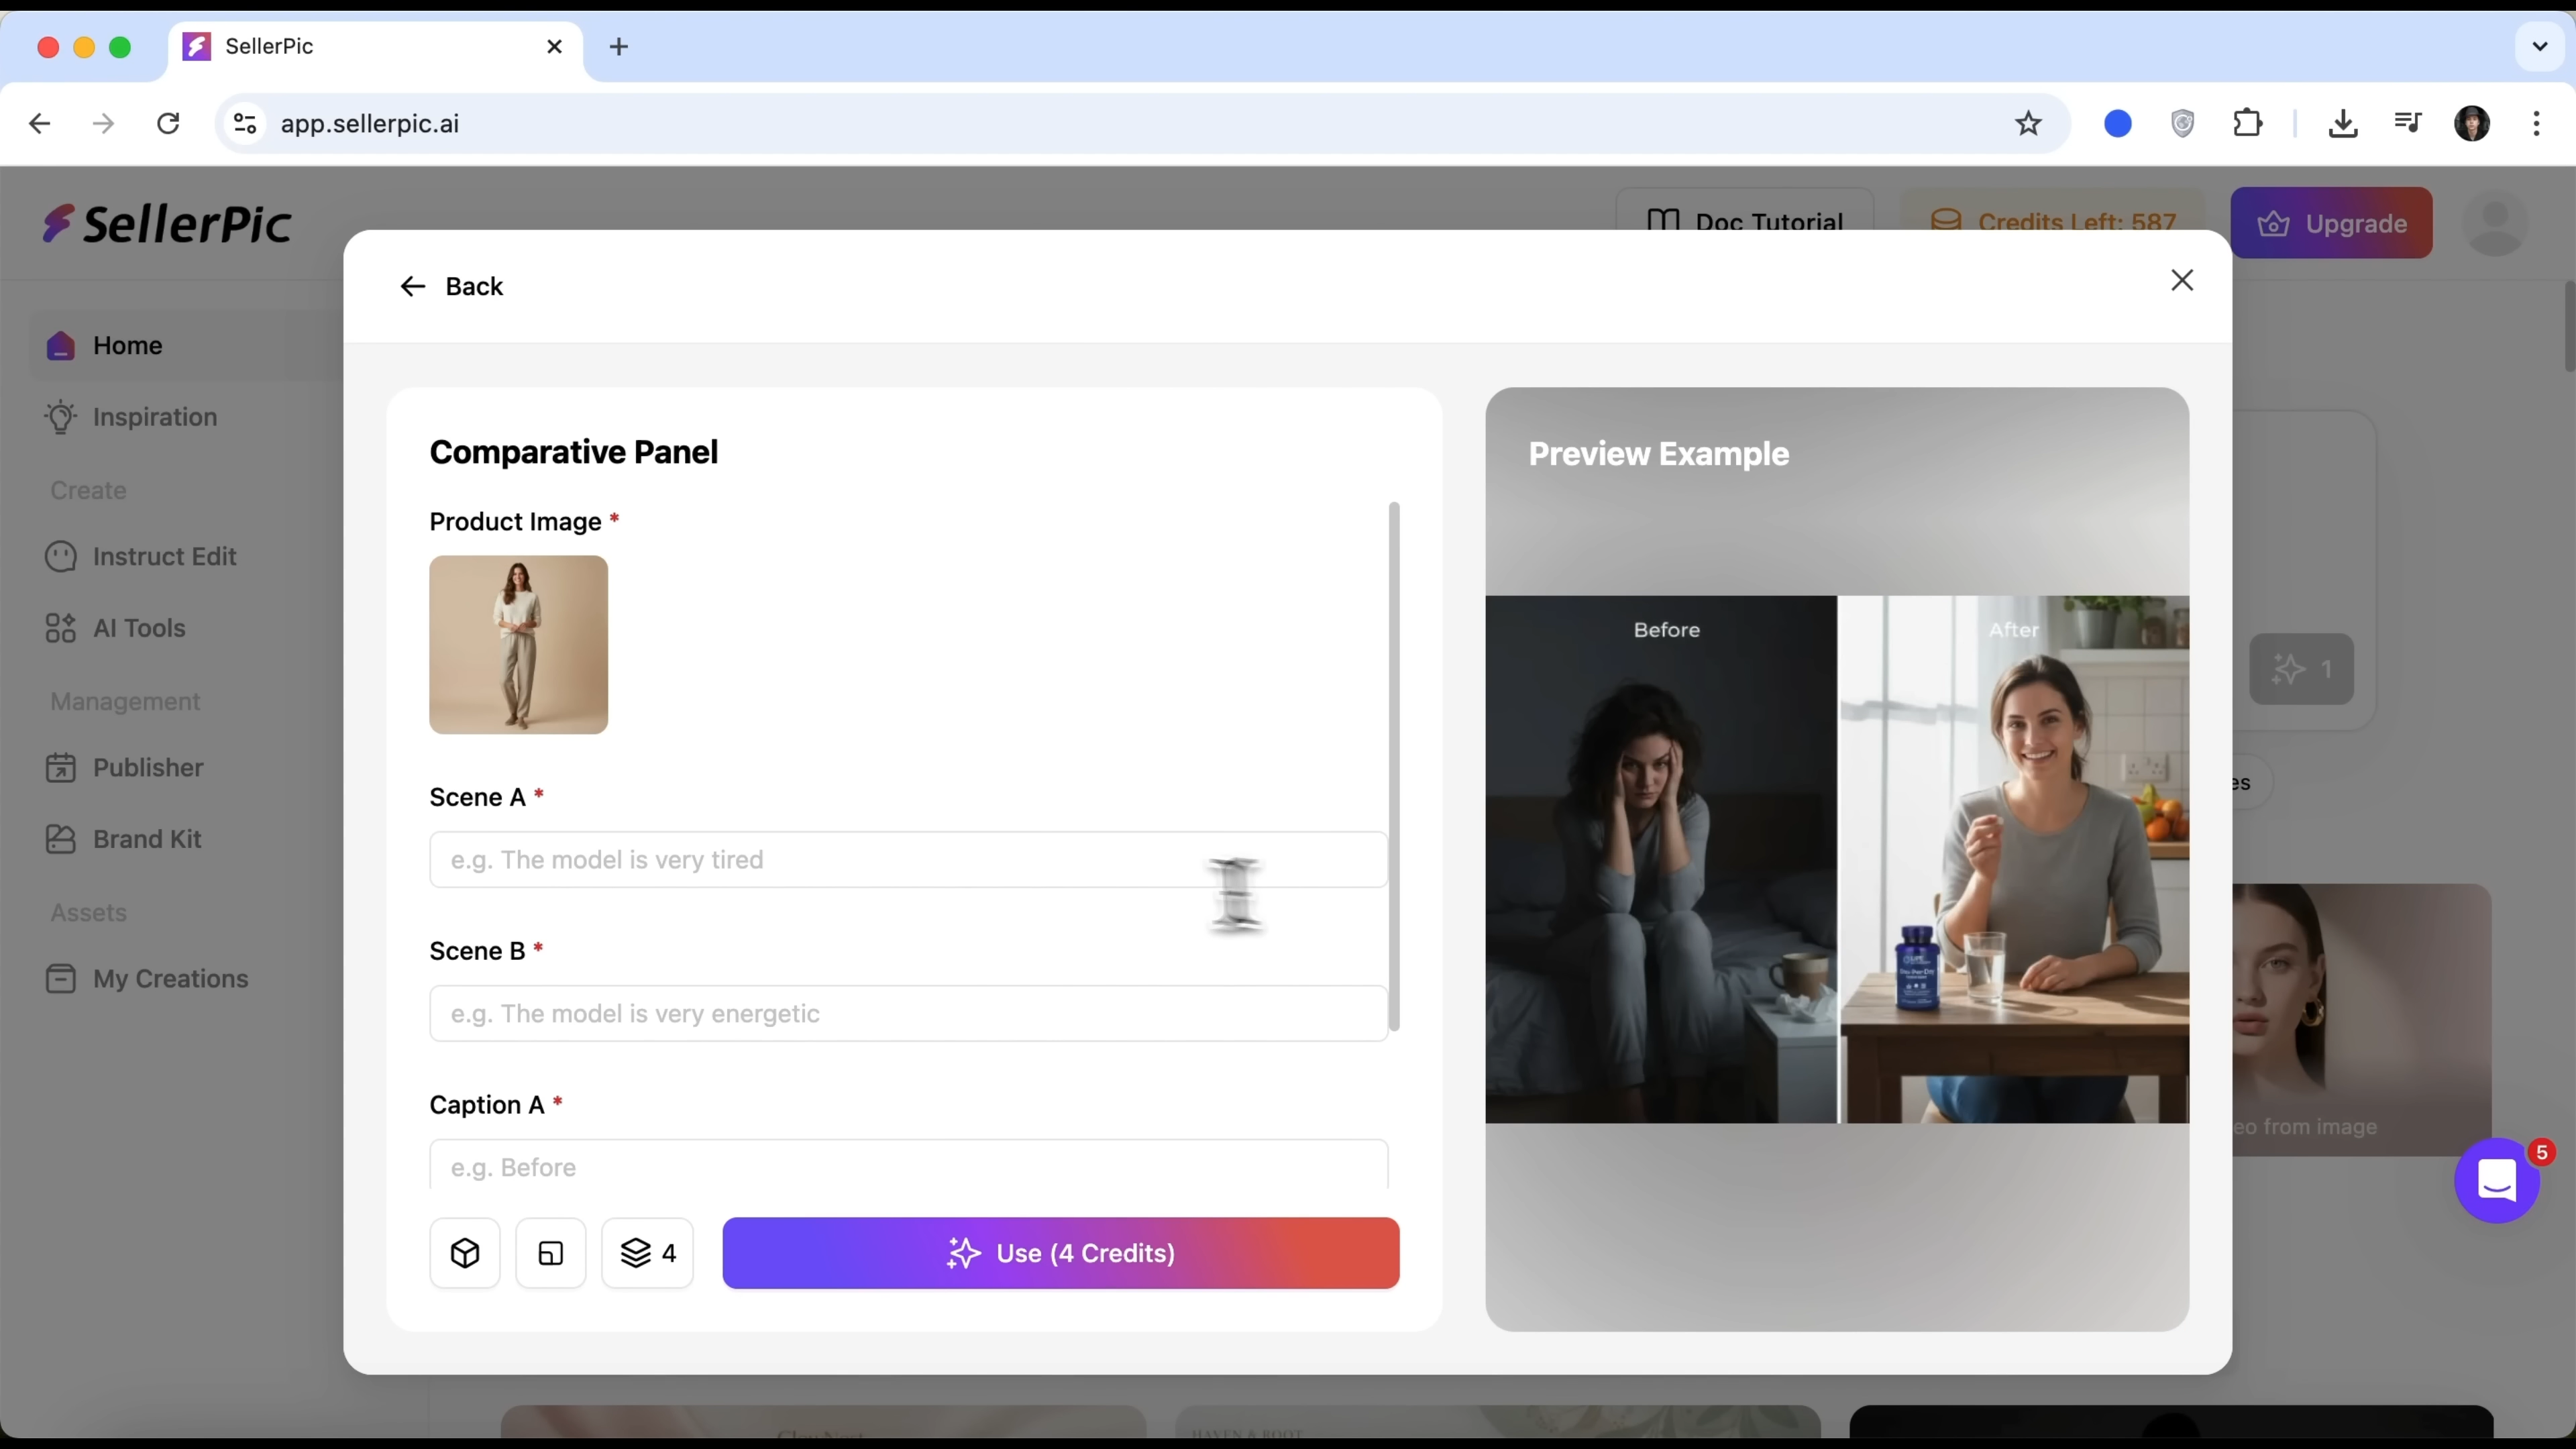 SellerPic
app.sellerpic.ai
SellerPic
Doc Tutorial
Credits Left: 587
Upgrade
Back
Home
Inspiration
Create
Instruct Edit
AI Tools
Management
Publisher
Brand Kit
Assets
My Creations
Comparative Panel
Product Image *
Scene A *
e.g. The model is very tired
Scene B *
e.g. The model is very energetic
Caption A *
e.g. Before
4
Use (4 Credits)
Preview Example
Before
After
LIFE
1
es
eo from image
5
HAVEN & ROOT